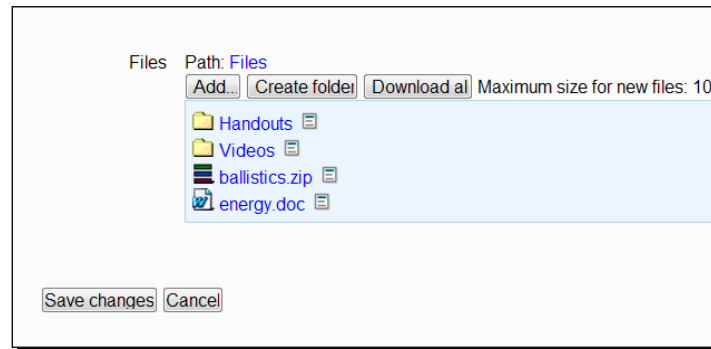 Files Path: Files
Add... Create folder Download al Maximum size for new files: 10
Handouts
Videos
ballistics.zip
energy.doc
Save changes Cancel